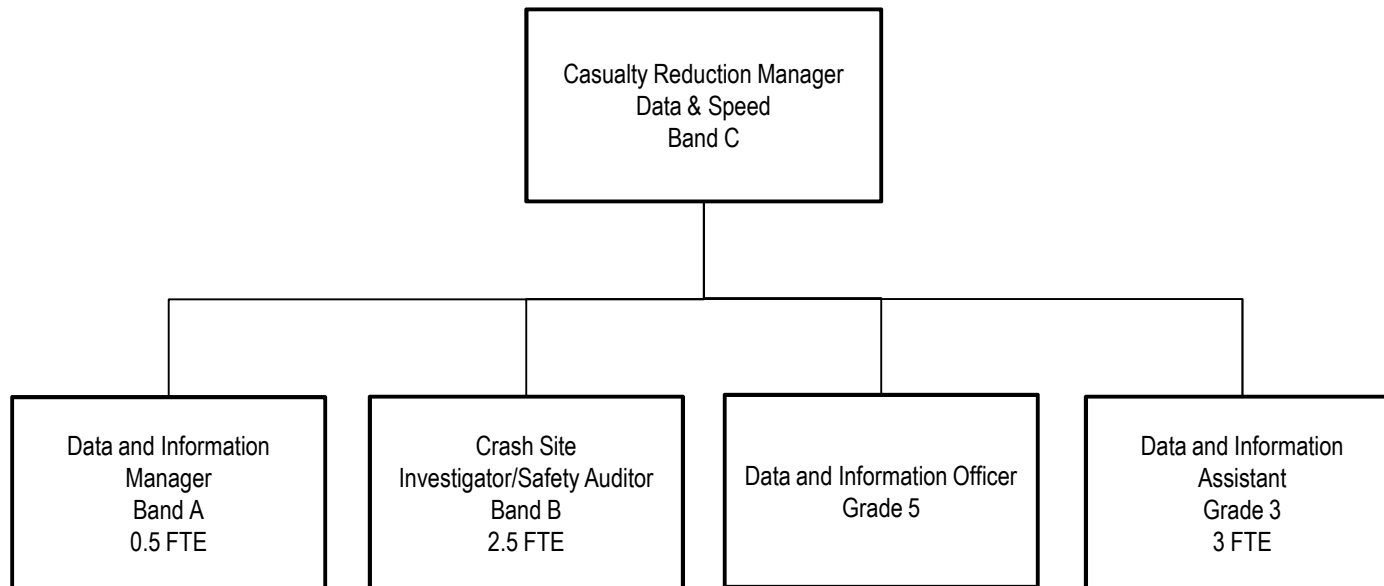 Casualty Reduction Manager
Data & Speed
Band C
Data and Information
Manager
Band A
0.5 FTE
Crash Site
Investigator/Safety Auditor
Band B
2.5 FTE
Data and Information Officer
Grade 5
Data and Information
Assistant
Grade 3
3 FTE